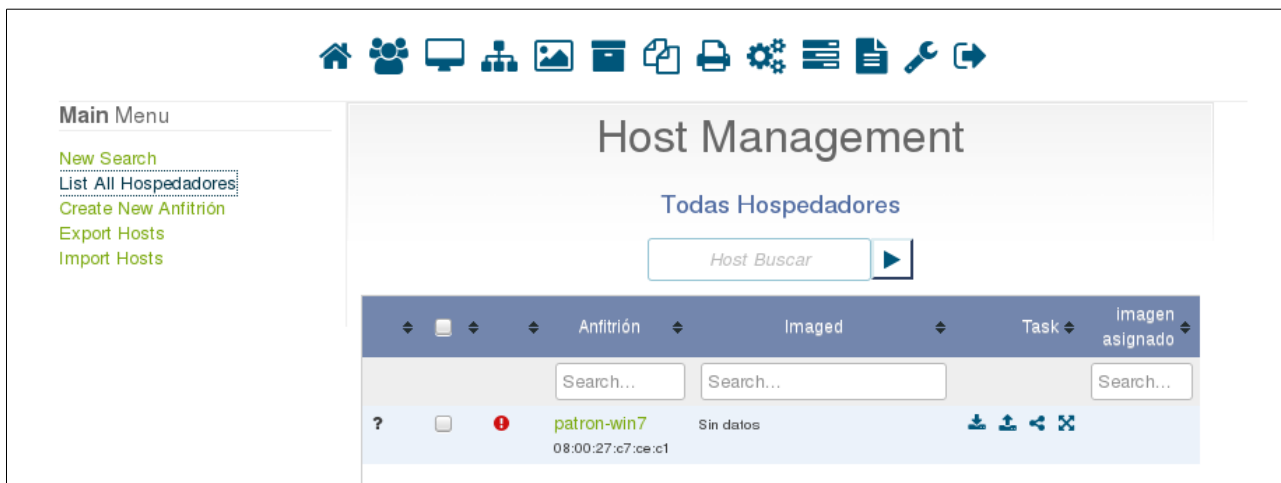 Main Menu
New Search
List All Hospedadores
Create New Anfitrión
Export Hosts
Import Hosts
Host Management
Todas Hospedadores
Host Buscar
Anfitrión
Imaged
Task
imagen
asignado
Search...
Search...
Search...
?
patron-win7
Sin datos
08:00:27:c7:ce:c1